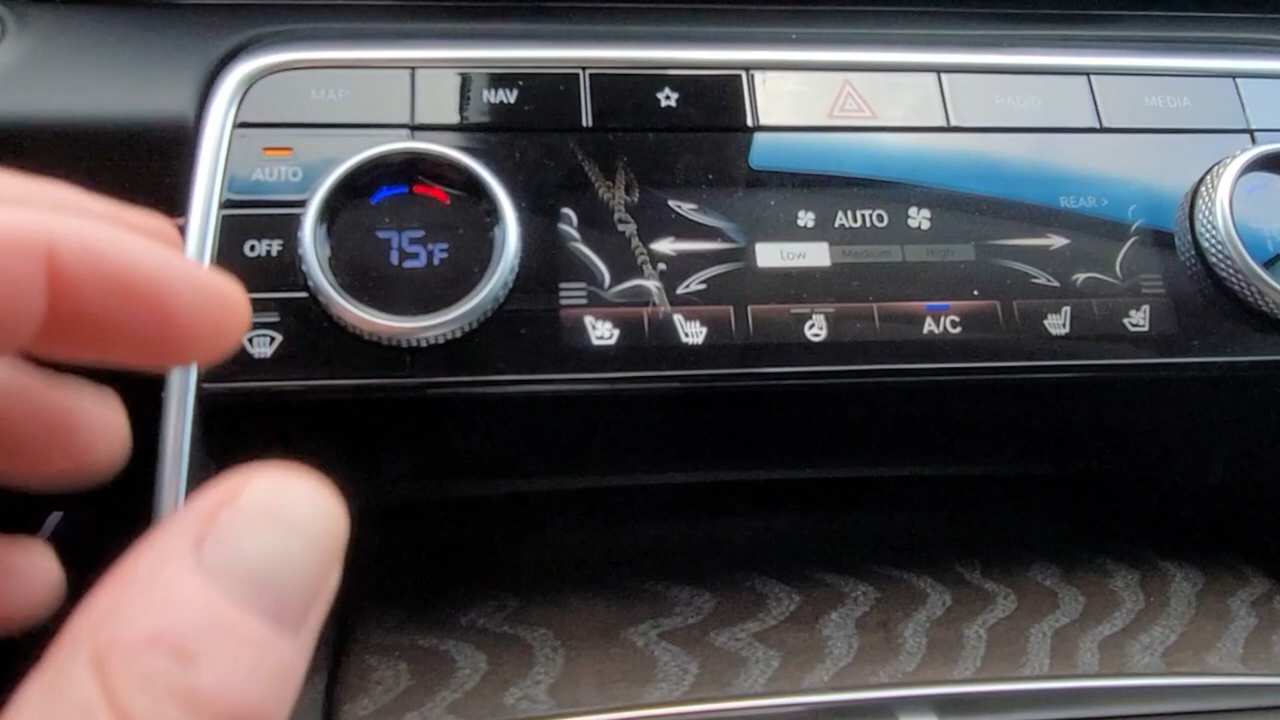 MAP NAV RADIO MEDIA
AUTO
OFF
75°F
AUTO
Low Medium High
REAR >
A/C